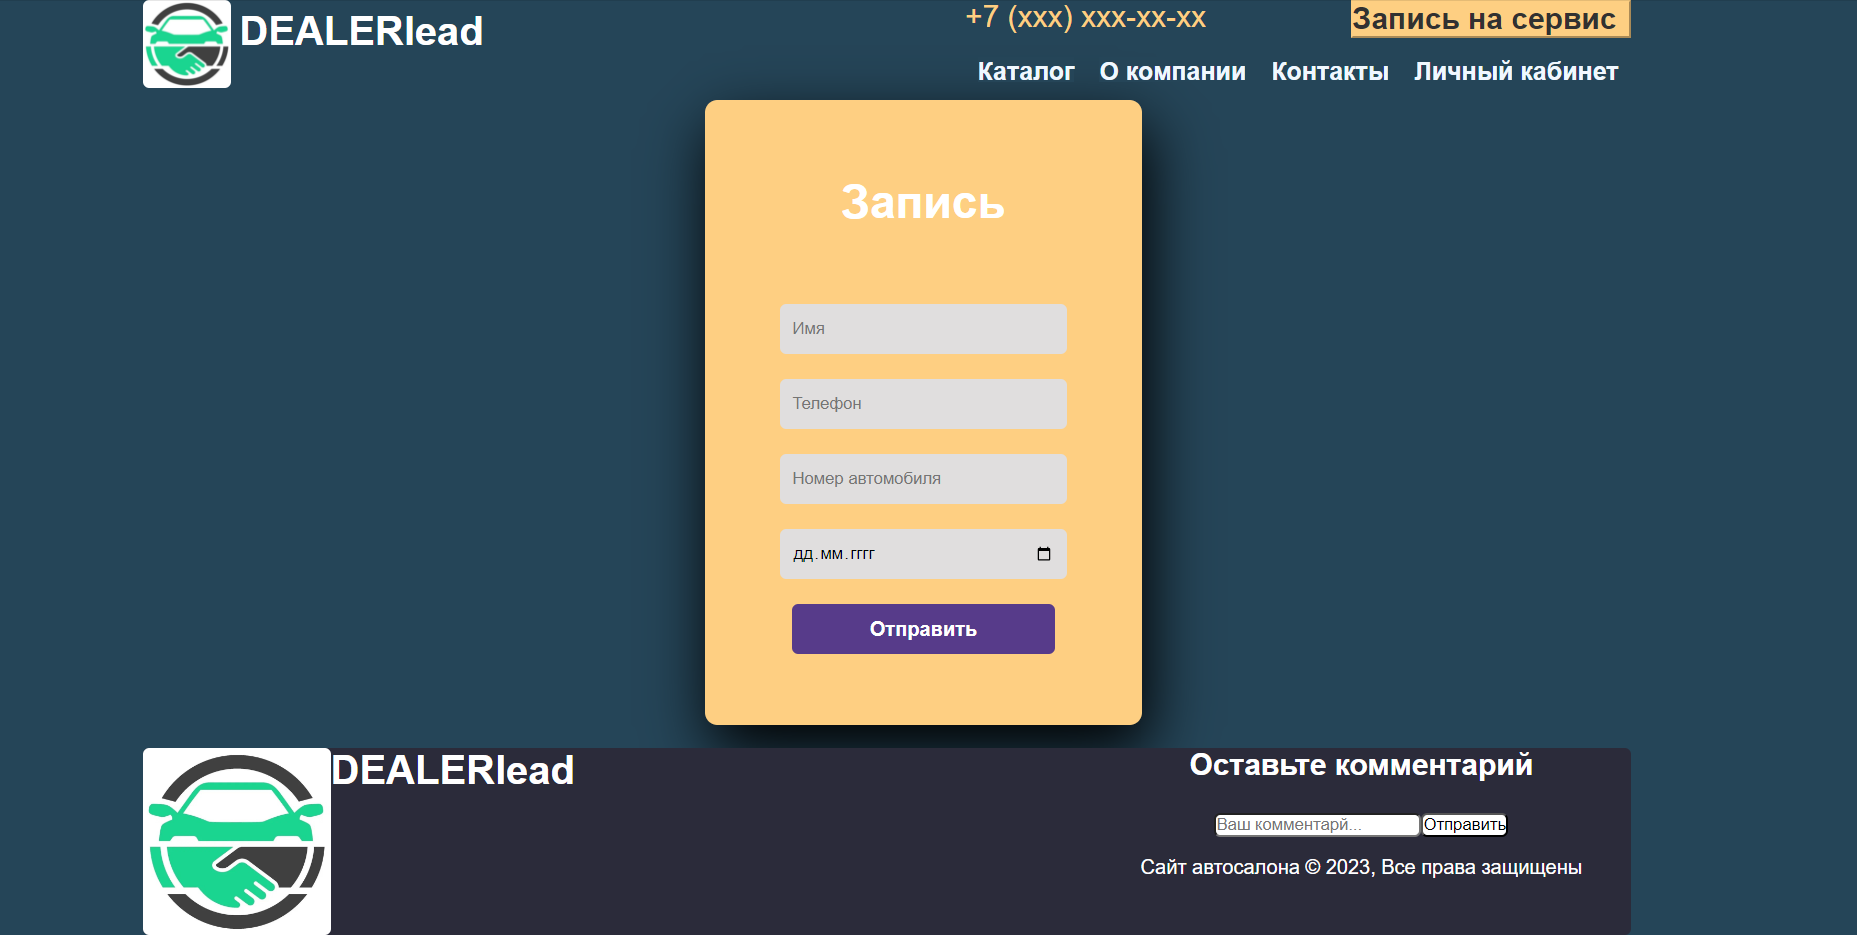 DEALERlead
+7 (xxx) xxx-xx-xx
Запись на сервис
Каталог О компании Контакты Личный кабинет
Запись
Имя
Телефон
Номер автомобиля
дд.мм.гггг
Отправить
DEALERlead
Оставьте комментарий
Ваш комментарй... Отправить
Сайт автосалона © 2023, Все права защищены